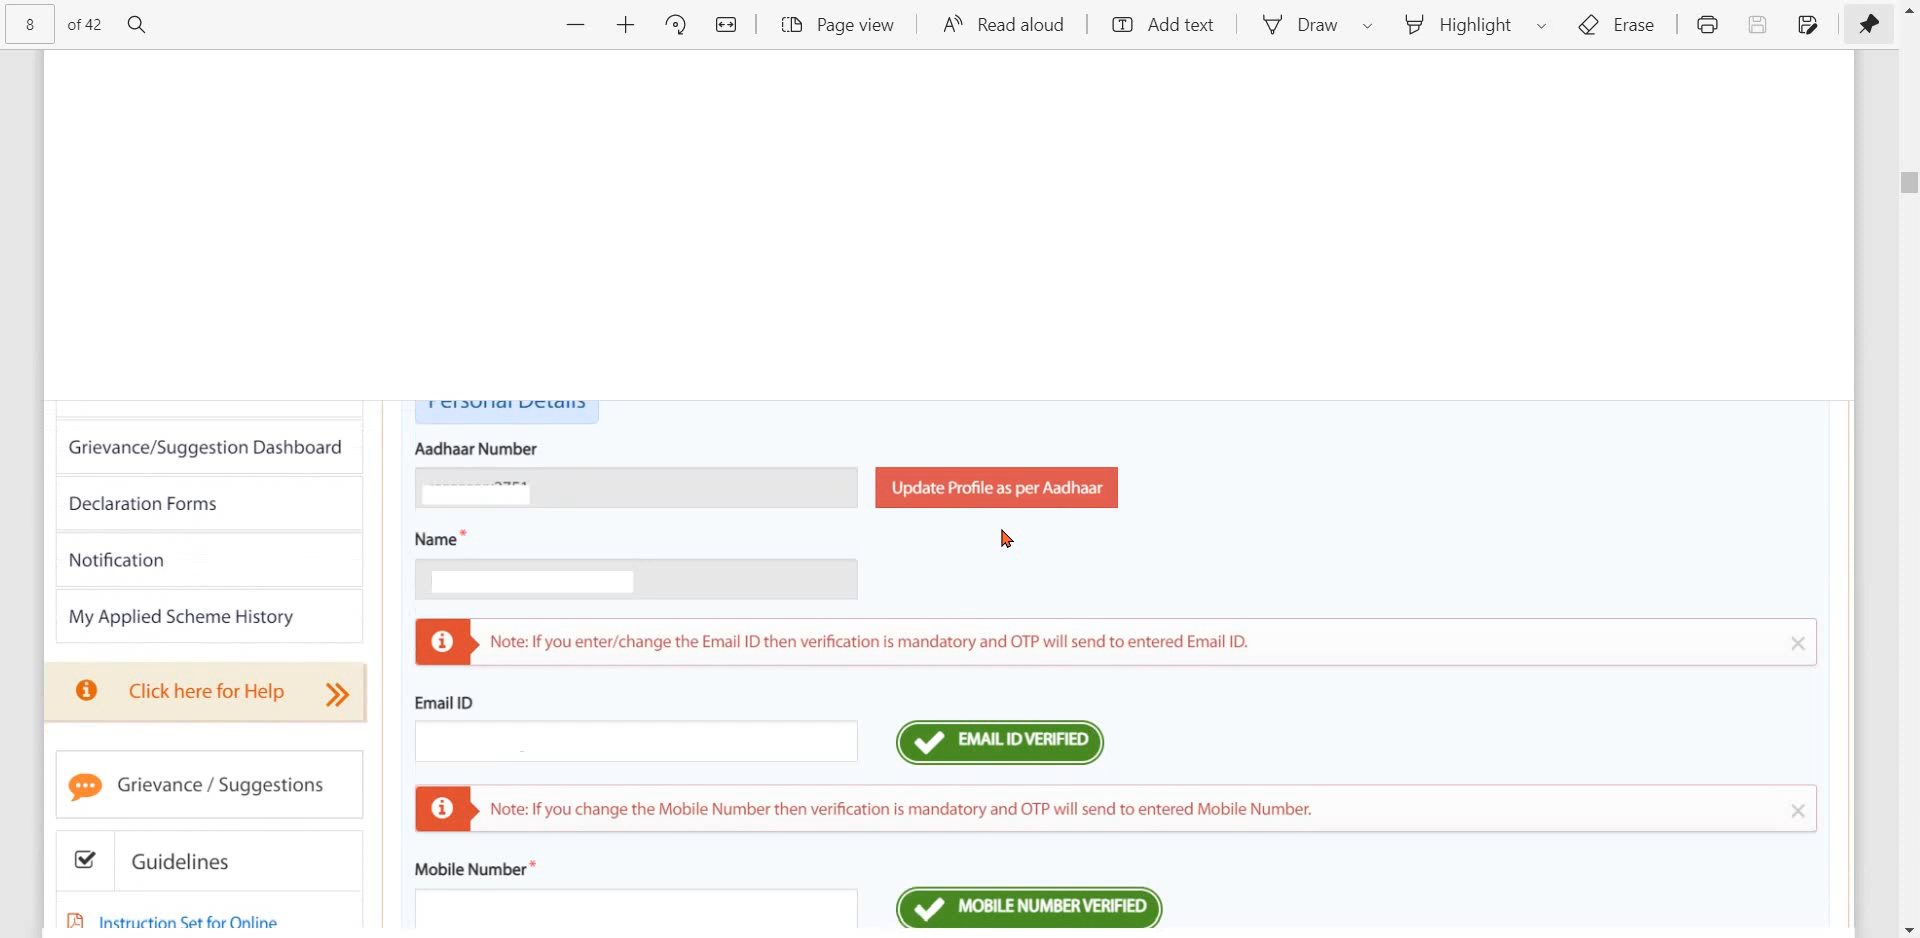 8 of 42 Page view Read aloud Add text Draw Highlight Erase
Personal Details
Grievance/Suggestion Dashboard
Declaration Forms
Notification
My Applied Scheme History
Click here for Help
Grievance / Suggestions
Guidelines
Instruction Set for Online
Aadhaar Number
Update Profile as per Aadhaar
Name*
Note: If you enter/change the Email ID then verification is mandatory and OTP will send to entered Email ID.
Email ID
EMAIL ID VERIFIED
Note: If you change the Mobile Number then verification is mandatory and OTP will send to entered Mobile Number.
Mobile Number*
MOBILE NUMBER VERIFIED